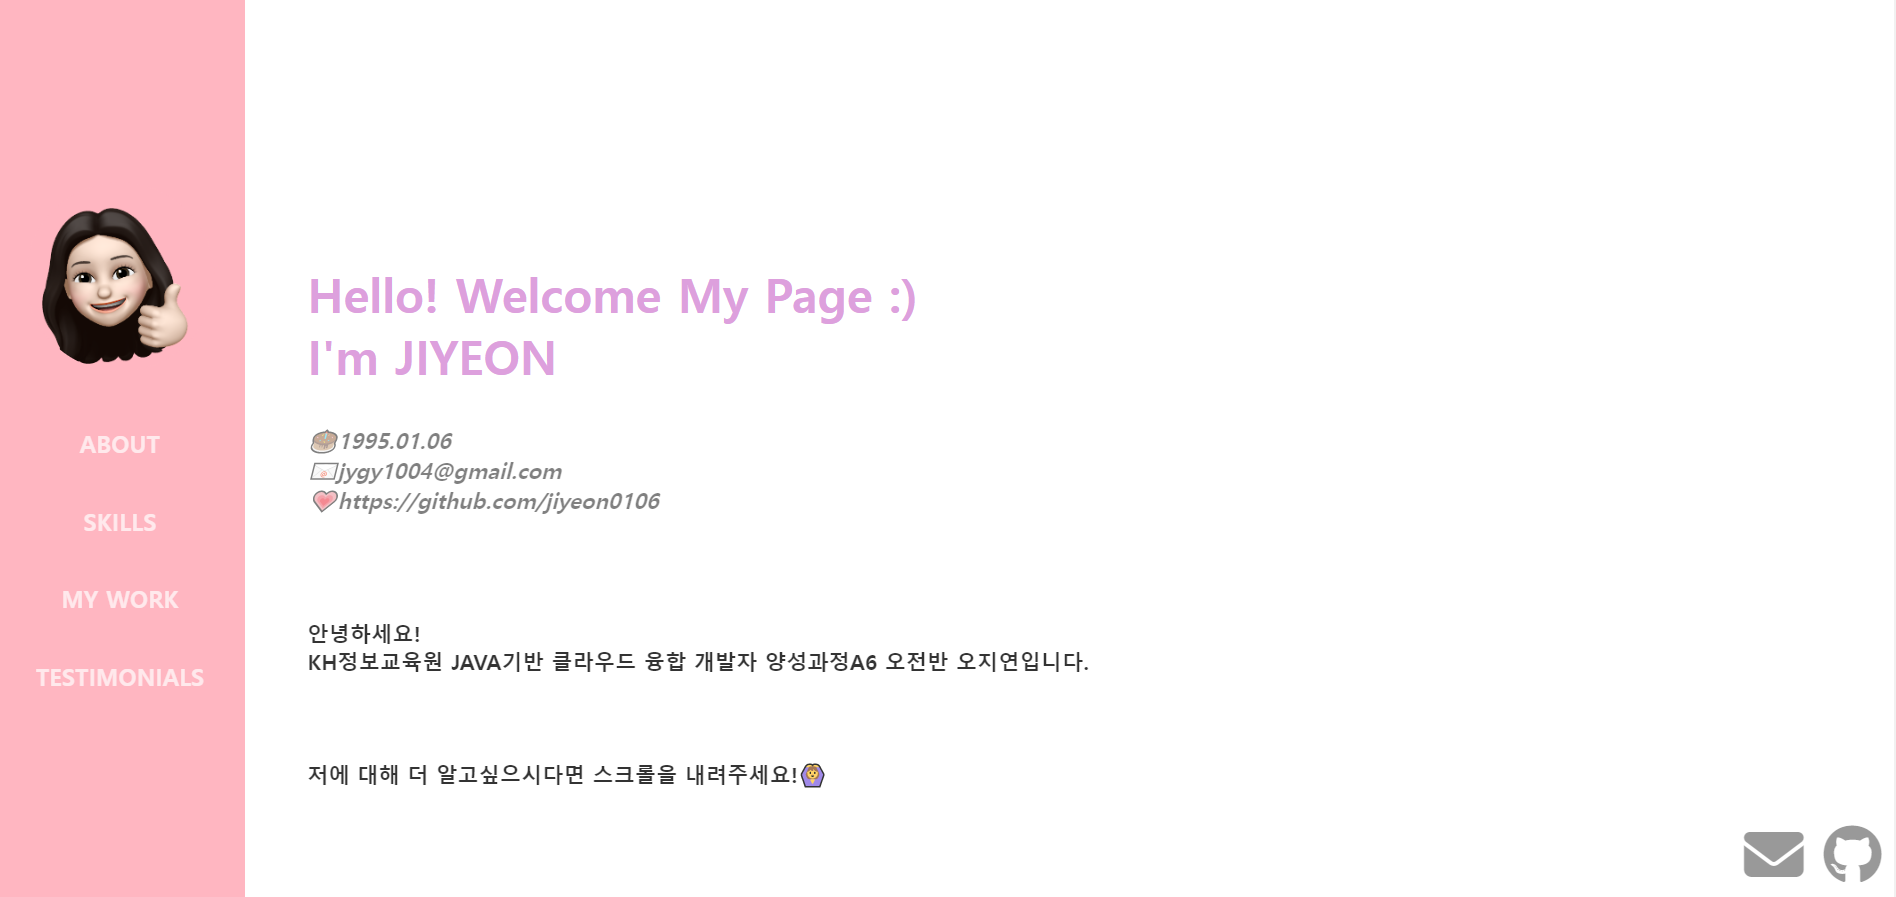 ABOUT
SKILLS
MY WORK
TESTIMONIALS
Hello! Welcome My Page :)
I'm JIYEON
1995.01.06
jygy1004@gmail.com
https://github.com/jiyeon0106
안녕하세요!
KH정보교육원 JAVA기반 클라우드 융합 개발자 양성과정A6 오전반 오지연입니다.
저에 대해 더 알고싶으시다면 스크롤을 내려주세요!🙆‍♀️